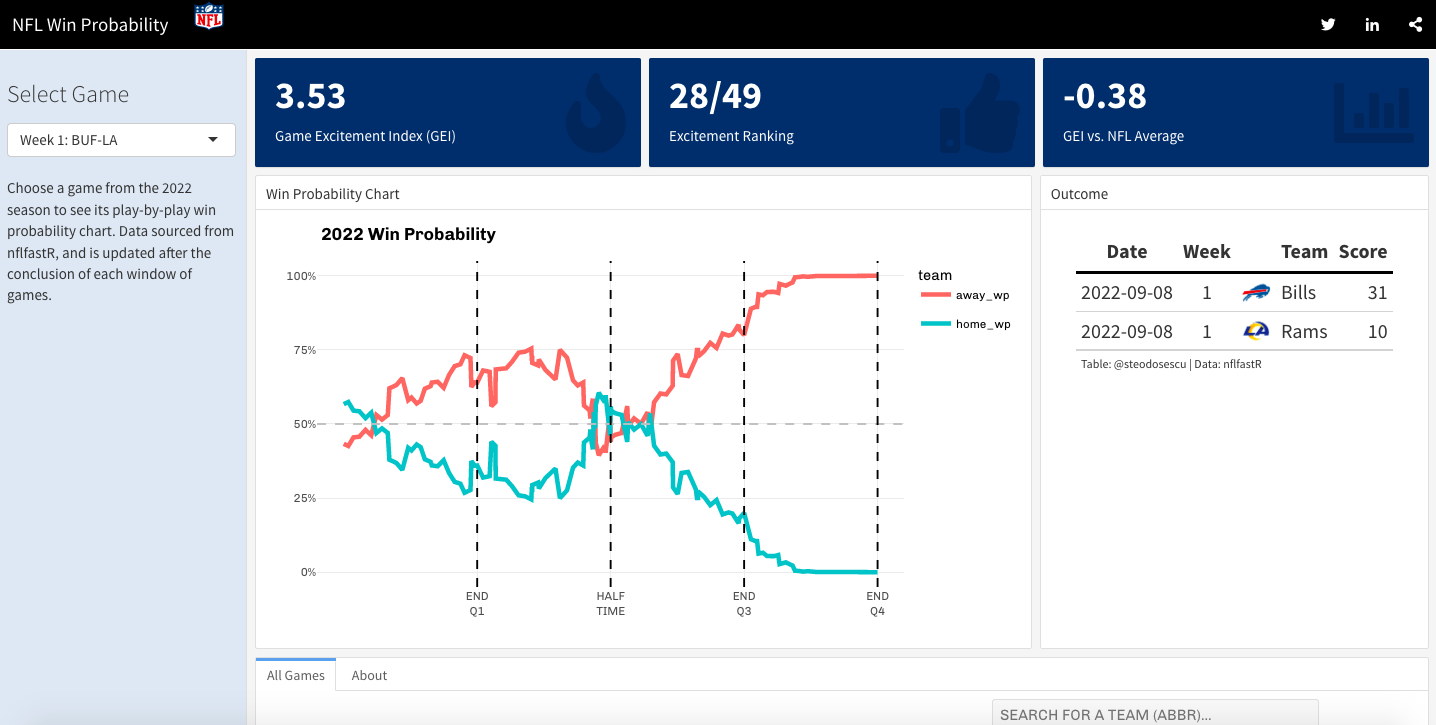 NFL Win Probability
NFL
Select Game
Week 1: BUF-LA
Choose a game from the 2022
season to see its play-by-play win
probability chart. Data sourced from
nflfastR, and is updated after the
conclusion of each window of
games.
3.53
Game Excitement Index (GEI)
28/49
Excitement Ranking
-0.38
GEI vs. NFL Average
Win Probability Chart
2022 Win Probability
100%
75%
50%
25%
0%
END
Q1
HALF
TIME
END
Q3
END
Q4
team
away_wp
home_wp
Outcome
Date Week Team Score
2022-09-08 1 Bills 31
2022-09-08 1 LA Rams 10
Table: @steodosescu | Data: nflfastR
All Games About
SEARCH FOR A TEAM (ABBR)...